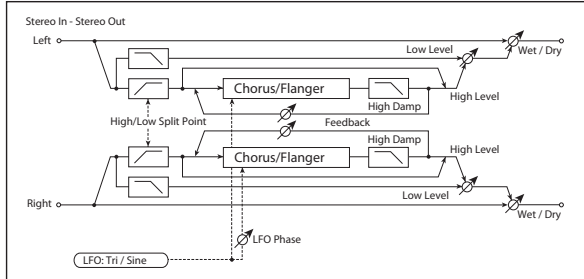 Stereo In - Stereo Out
Left
Low Level
Wet / Dry
Chorus/Flanger
High Damp
High Level
High/Low Split Point
Feedback
High Damp
High Level
Chorus/Flanger
Low Level
Right
Wet / Dry
LFO Phase
LFO: Tri / Sine